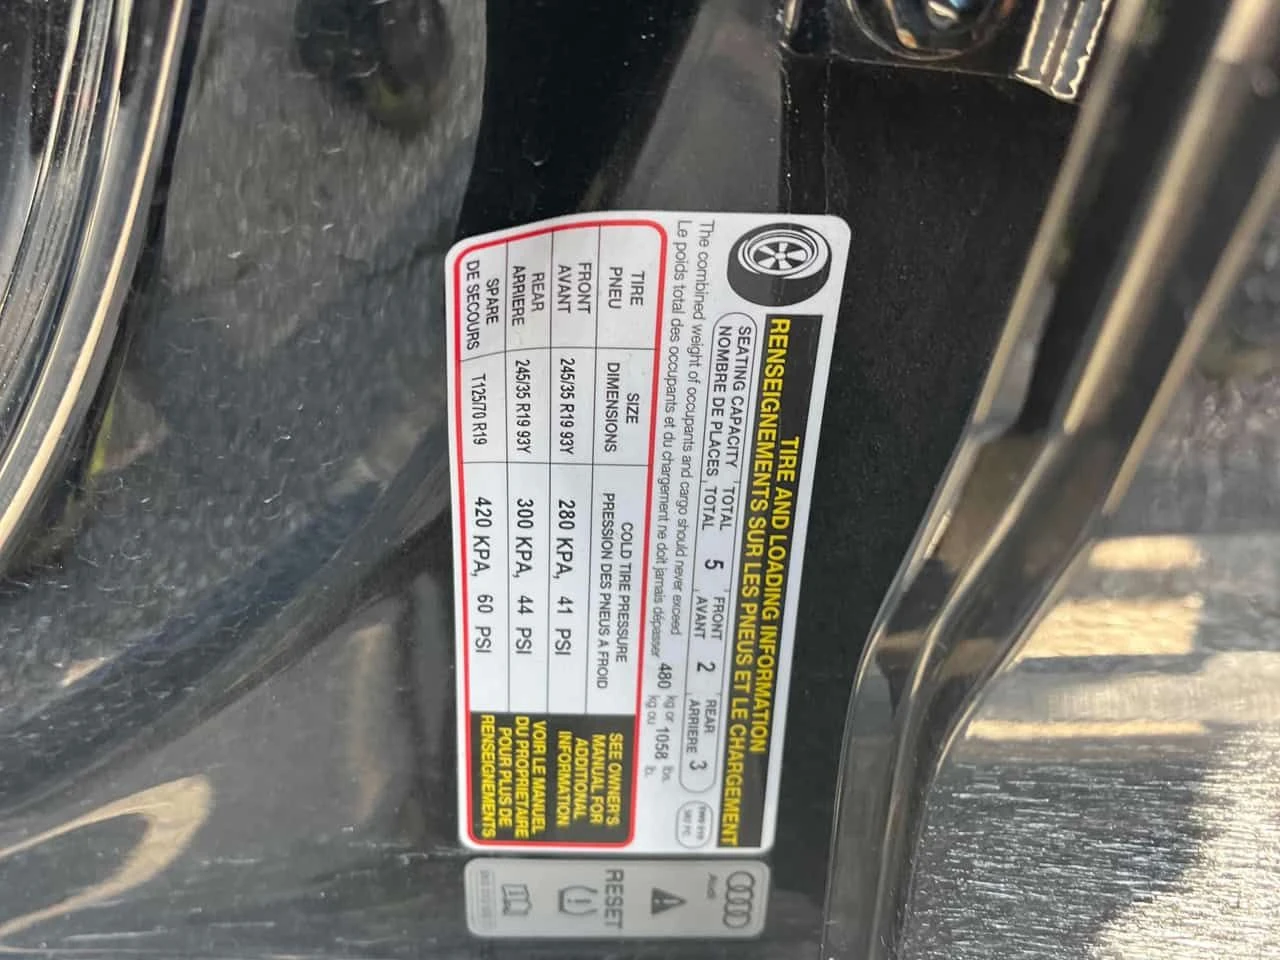 TIRE AND LOADING INFORMATION
RENSEIGNEMENTS SUR LES PNEUS ET LE CHARGEMENT
SEATING CAPACITY TOTAL 5 FRONT 2 REAR 3
NOMBRE DE PLACES TOTAL AVANT ARRIERE
The combined weight of occupants and cargo should never exceed 480 kg or 1058 lbs.
Le poids total des occupants et du chargement ne doit jamais dépasser kg ou lb.
TIRE SIZE COLD TIRE PRESSURE
PNEU DIMENSIONS PRESSION DES PNEUS A FROID
FRONT 245/35 R19 93Y 280 KPA, 41 PSI
AVANT
REAR 245/35 R19 93Y 300 KPA, 44 PSI
ARRIERE
SPARE T125/70 R19 420 KPA, 60 PSI
DE SECOURS
SEE OWNER'S
MANUAL FOR
ADDITIONAL
INFORMATION
VOIR LE MANUEL
DU PROPRIETAIRE
POUR PLUS DE
RENSEIGNEMENTS
Audi
RESET